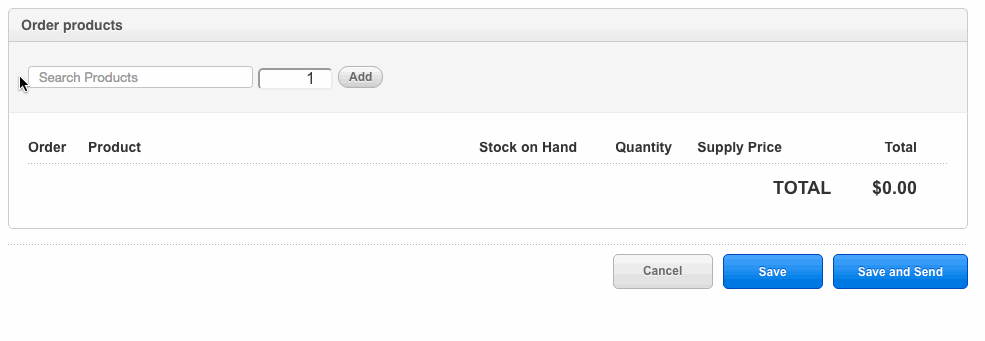 Order products
Search Products 1 Add
Order Product Stock on Hand Quantity Supply Price Total
TOTAL $0.00
Cancel Save Save and Send